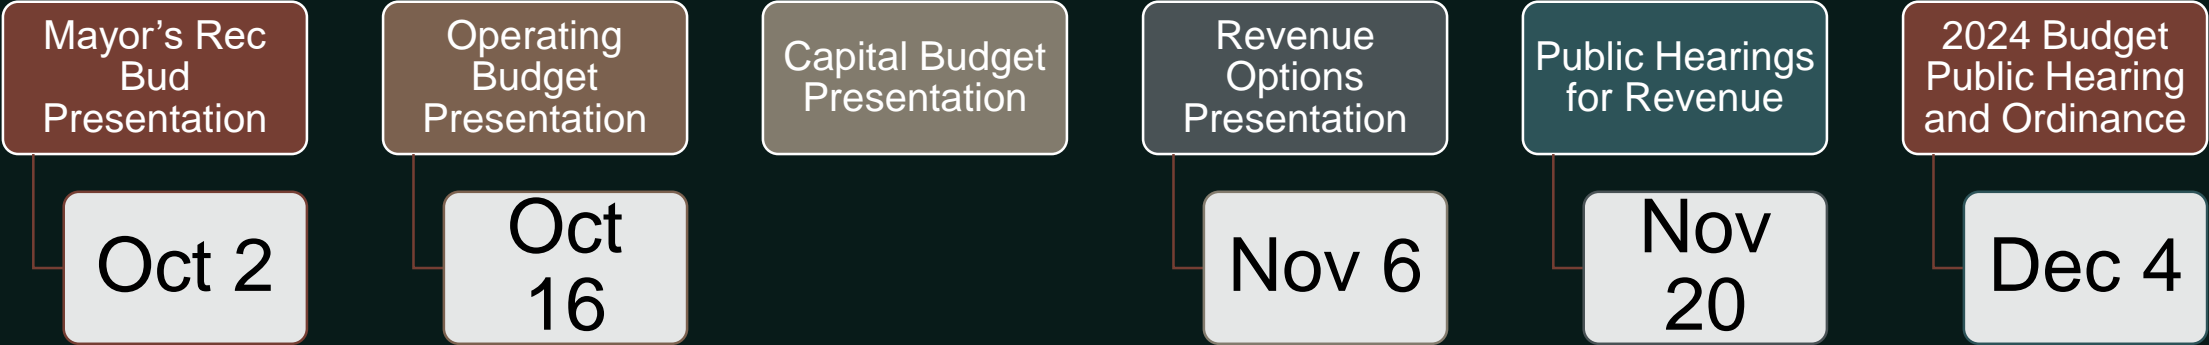 Mayor's Rec
Bud
Presentation
Oct 2
Operating
Budget
Presentation
Oct
16
Capital Budget
Presentation
Revenue
Options
Presentation
Nov 6
Public Hearings
for Revenue
Nov
20
2024 Budget
Public Hearing
and Ordinance
Dec 4